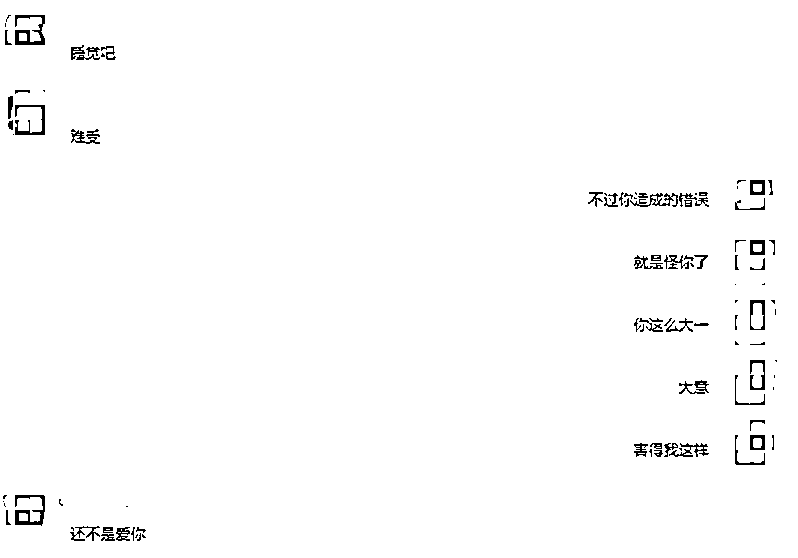 睡觉吧
难受
不过你造成的错误
就是怪你了
你这么大一
大意
害得我这样
还不是爱你